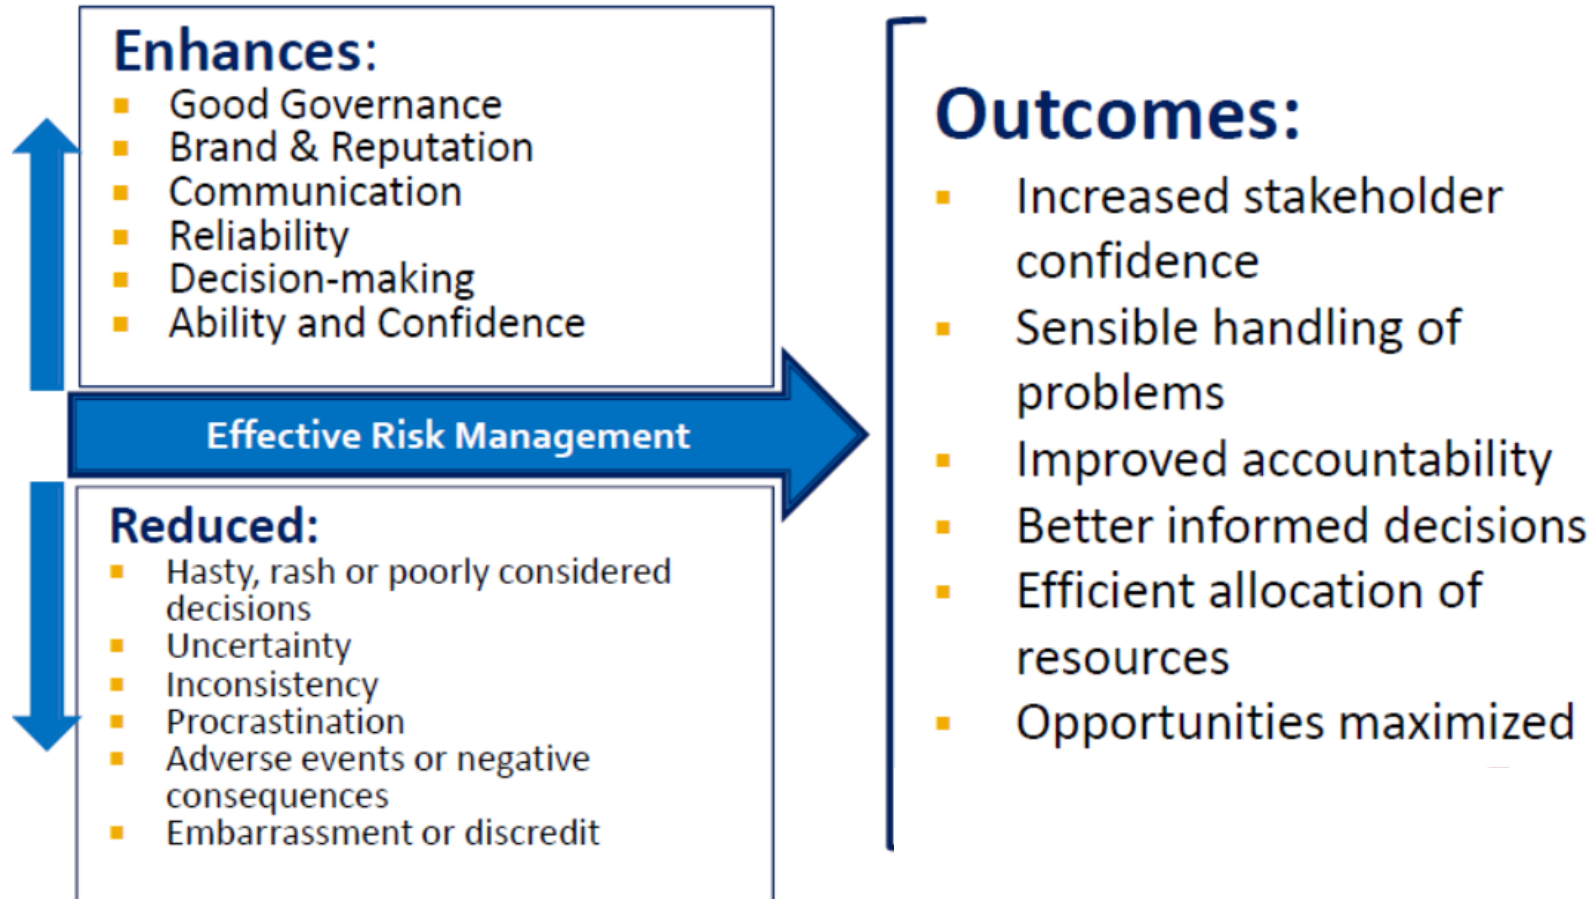 Enhances:
Good Governance
Brand & Reputation
Communication
Reliability
Decision-making
Ability and Confidence
Effective Risk Management
Reduced:
Hasty, rash or poorly considered
decisions
Uncertainty
Inconsistency
Procrastination
Adverse events or negative
consequences
Embarrassment or discredit
Outcomes:
Increased stakeholder
confidence
Sensible handling of
problems
Improved accountability
Better informed decisions
Efficient allocation of
resources
Opportunities maximized